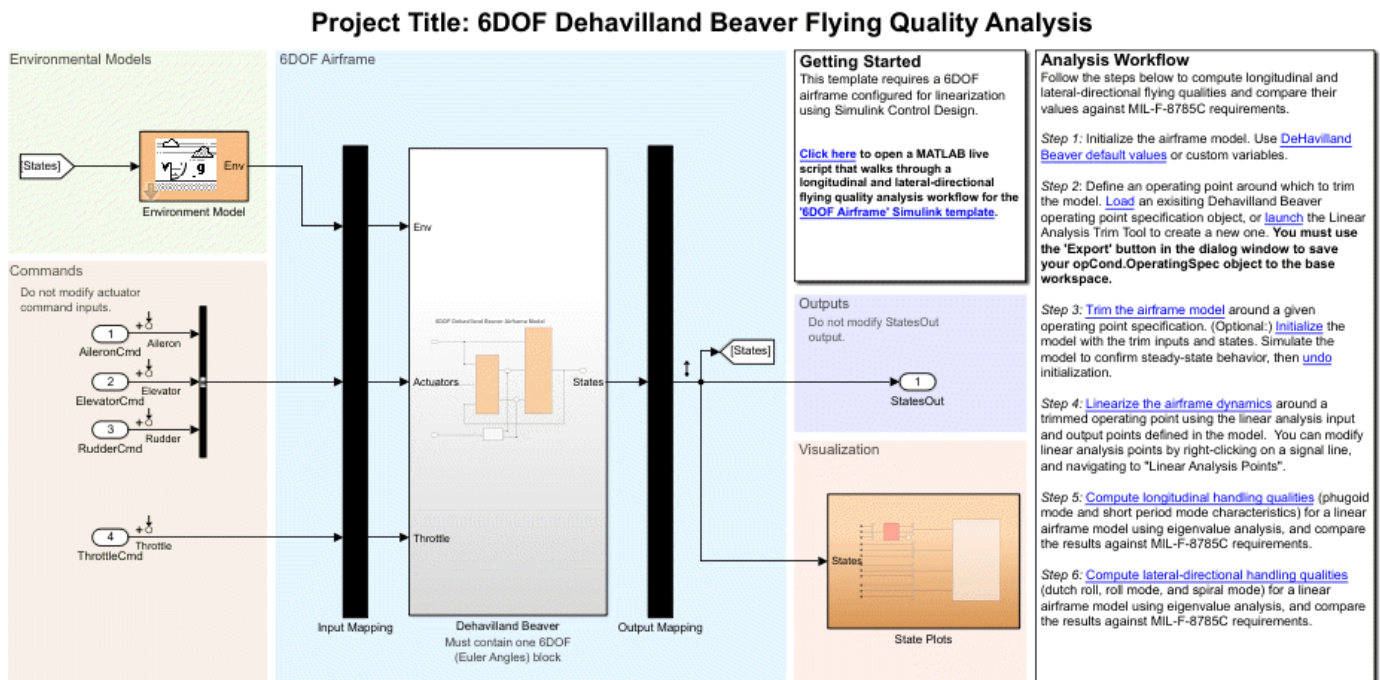 Project Title: 6DOF Dehavilland Beaver Flying Quality Analysis
Environmental Models
[States]
Env
Environment Model
Commands
Do not modify actuator
command inputs.
1
Aileron
AileronCmd
2
Elevator
ElevatorCmd
3
Rudder
RudderCmd
4
Throttle
ThrottleCmd
6DOF Airframe
Input Mapping
Env
Actuators
Throttle
6DOF Dehavilland Beaver Airframe Model
States
Dehavilland Beaver
Must contain one 6DOF
(Euler Angles) block
Output Mapping
[States]
Getting Started
This template requires a 6DOF
airframe configured for linearization
using Simulink Control Design.
Click here to open a MATLAB live
script that walks through a
longitudinal and lateral-directional
flying quality analysis workflow for the
'6DOF Airframe' Simulink template.
Outputs
Do not modify StatesOut
output.
1
StatesOut
Visualization
States
State Plots
Analysis Workflow
Follow the steps below to compute longitudinal and
lateral-directional flying qualities and compare their
values against MIL-F-8785C requirements.
Step 1: Initialize the airframe model. Use DeHavilland
Beaver default values or custom variables.
Step 2: Define an operating point around which to trim
the model. Load an exisiting Dehavilland Beaver
operating point specification object, or launch the Linear
Analysis Trim Tool to create a new one. You must use
the 'Export' button in the dialog window to save
your opCond.OperatingSpec object to the base
workspace.
Step 3: Trim the airframe model around a given
operating point specification. (Optional:) Initialize the
model with the trim inputs and states. Simulate the
model to confirm steady-state behavior, then undo
initialization.
Step 4: Linearize the airframe dynamics around a
trimmed operating point using the linear analysis input
and output points defined in the model. You can modify
linear analysis points by right-clicking on a signal line,
and navigating to "Linear Analysis Points".
Step 5: Compute longitudinal handling qualities (phugoid
mode and short period mode characteristics) for a linear
airframe model using eigenvalue analysis, and compare
the results against MIL-F-8785C requirements.
Step 6: Compute lateral-directional handling qualities
(dutch roll, roll mode, and spiral mode) for a linear
airframe model using eigenvalue analysis, and compare
the results against MIL-F-8785C requirements.